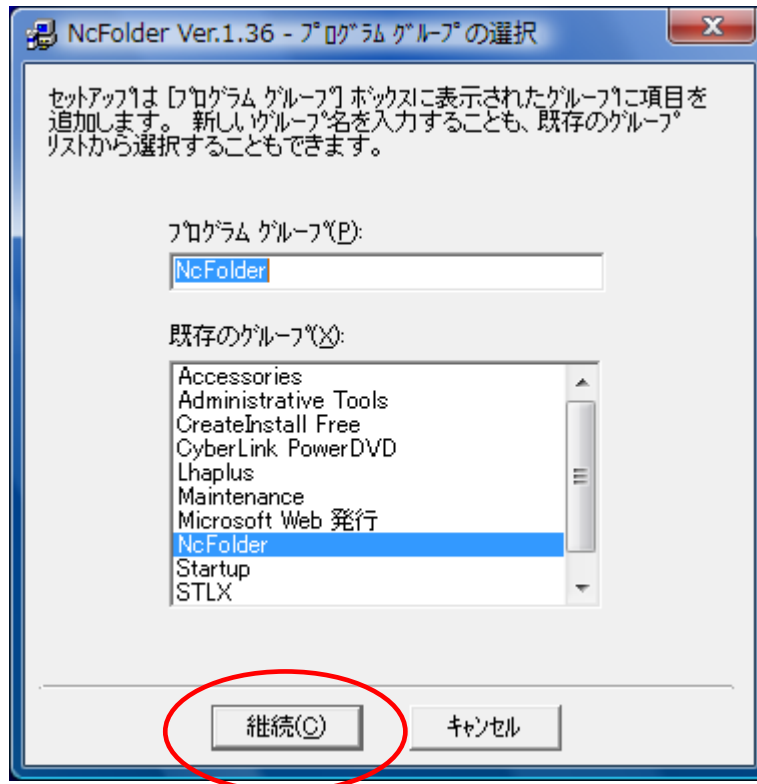 NcFolder Ver.1.36 - ﾌﾟﾛｸﾞﾗﾑ ｸﾞﾙｰﾌﾟの選択
ｾｯﾄｱｯﾌﾟは [ﾌﾟﾛｸﾞﾗﾑ ｸﾞﾙｰﾌﾟ] ﾎﾞｯｸｽに表示されたｸﾞﾙｰﾌﾟに項目を
追加します。 新しいｸﾞﾙｰﾌﾟ名を入力することも、既存のｸﾞﾙｰﾌﾟ
ﾘｽﾄから選択することもできます。
ﾌﾟﾛｸﾞﾗﾑ ｸﾞﾙｰﾌﾟ(P):
NcFolder
既存のｸﾞﾙｰﾌﾟ(X):
Accessories
Administrative Tools
CreateInstall Free
CyberLink PowerDVD
Lhaplus
Maintenance
Microsoft Web 発行
NcFolder
Startup
STLX
継続(C)
ｷｬﾝｾﾙ